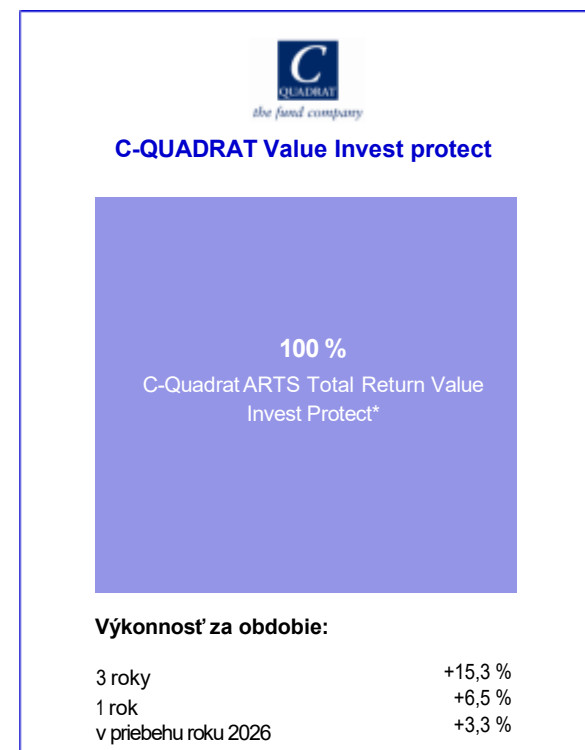 C
QUADRAT
the fund company
C-QUADRAT Value Invest protect
100 %
C-Quadrat ARTS Total Return Value
Invest Protect*
Výkonnosť za obdobie:
3 roky +15,3 %
1 rok +6,5 %
v priebehu roku 2026 +3,3 %